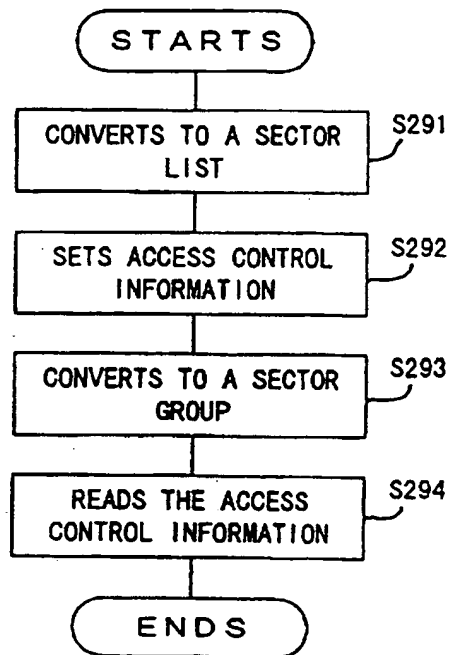 STARTS
CONVERTS TO A SECTOR
LIST
S291
SETS ACCESS CONTROL
INFORMATION
S292
CONVERTS TO A SECTOR
GROUP
S293
READS THE ACCESS
CONTROL INFORMATION
S294
ENDS